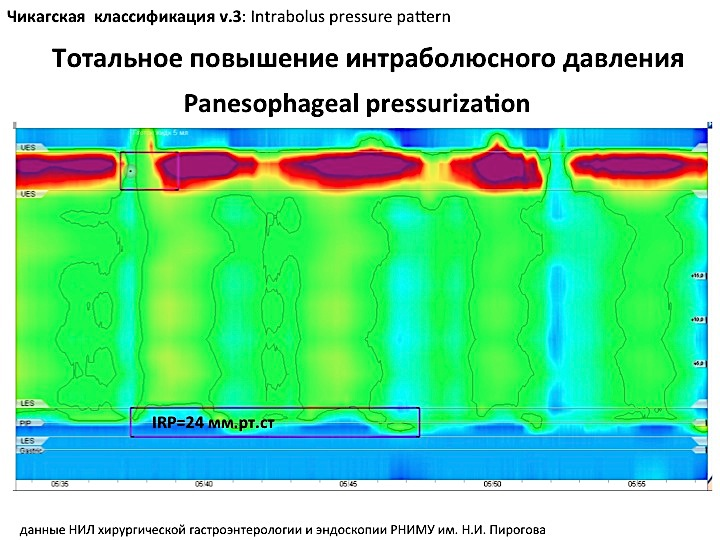 Чикагская классификация v.3: Intrabolus pressure pattern
Тотальное повышение интраболюсного давления
Panesophageal pressurization
UES
UES
LES
IRP=24 мм.рт.ст
PIP
LES
Gastric
05/35 05/40 05/45 05/50 05/55
данные НИЛ хирургической гастроэнтерологии и эндоскопии РНИМУ им. Н.И. Пирогова